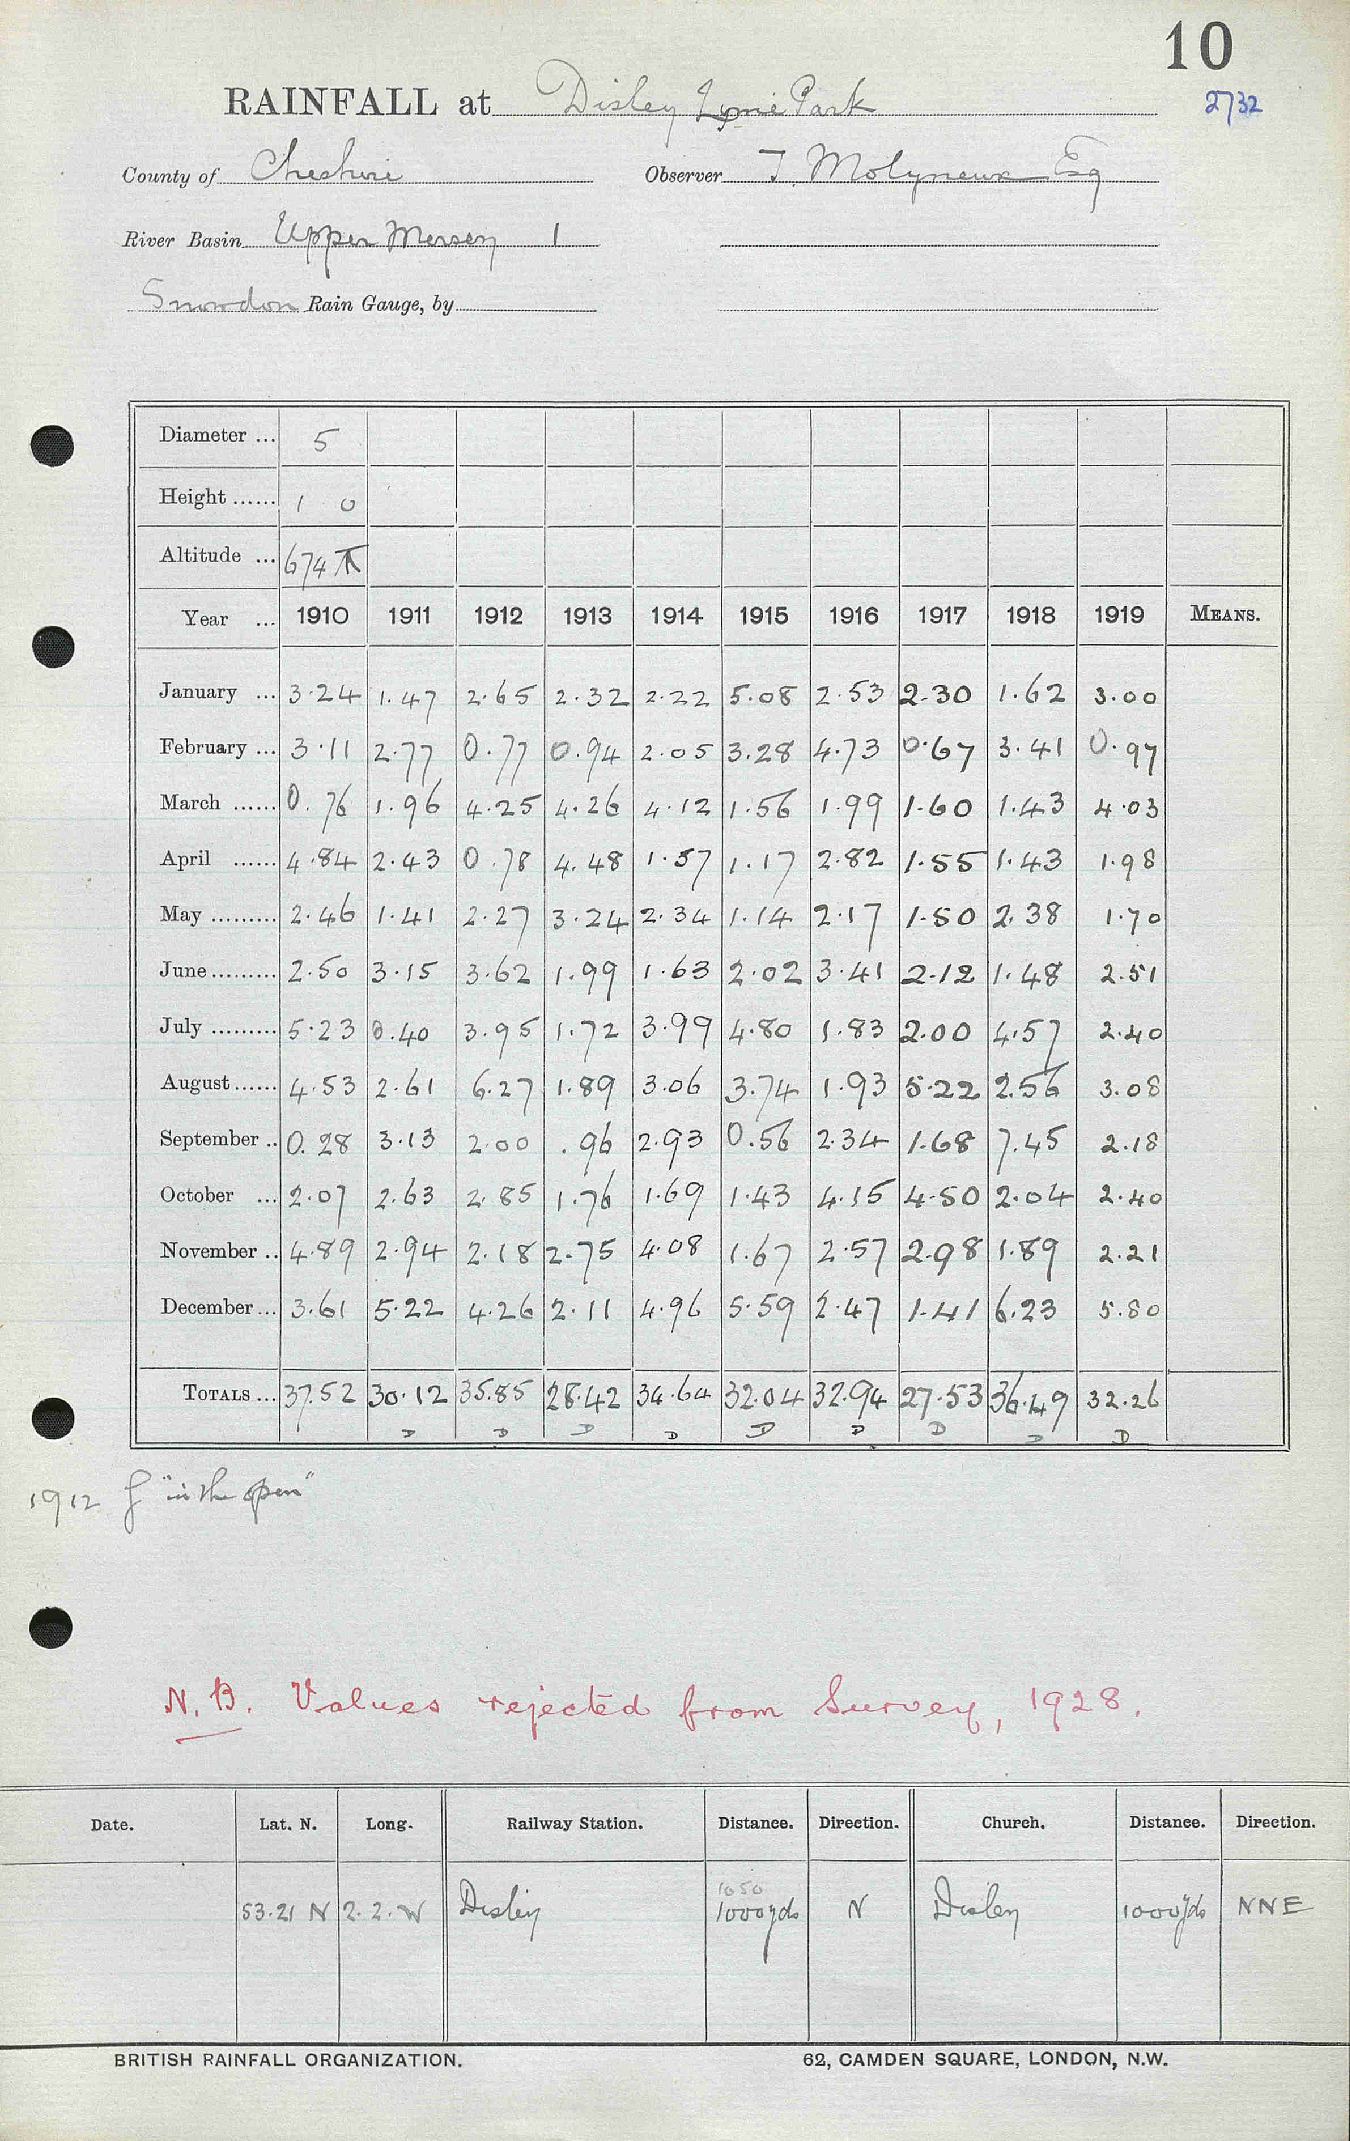 10
RAINFALL at Disley Lyme Park 2732
County of Cheshire Observer T. Molyneux Esq
River Basin Upper Mersey 1
Snowdon Rain Gauge, by
Diameter ... 5
Height ...... 1 0
Altitude ... 674
Year ... 1910 1911 1912 1913 1914 1915 1916 1917 1918 1919 MEANS.
January ... 3.24 1.47 2.65 2.32 2.22 5.08 2.53 2.30 1.62 3.00
February ... 3.11 2.77 0.77 0.94 2.05 3.28 4.73 0.67 3.41 0.97
March ...... 0.76 1.96 4.25 4.26 4.12 1.56 1.99 1.60 1.43 4.03
April ...... 4.84 2.43 0.78 4.48 1.57 1.17 2.82 1.55 1.43 1.98
May ......... 2.46 1.41 2.27 3.24 2.34 1.14 2.17 1.50 2.38 1.70
June ......... 2.50 3.15 3.62 1.99 1.63 2.02 3.41 2.12 1.48 2.51
July ......... 5.23 0.40 3.95 1.72 3.99 4.80 1.83 2.00 4.57 2.40
August ...... 4.53 2.61 6.27 1.89 3.06 3.74 1.93 5.22 2.56 3.08
September .. 0.28 3.13 2.00 .96 2.93 0.56 2.34 1.68 7.45 2.18
October ... 2.07 2.63 2.85 1.76 1.69 1.43 4.15 4.50 2.04 2.40
November .. 4.89 2.94 2.18 2.75 4.08 1.67 2.57 2.98 1.89 2.21
December ... 3.61 5.22 4.26 2.11 4.96 5.59 2.47 1.41 6.23 5.80
TOTALS ... 37.52 30.12 35.85 28.42 34.64 32.04 32.94 27.53 36.49 32.26
D D D D D D D D D
1912 "in the open"
N.B. Values rejected from Survey, 1928.
Date. Lat. N. Long. Railway Station. Distance. Direction. Church. Distance. Direction.
1050
53.21 N 2.2.W Disley 1000yds N Disley 1000yds NNE
BRITISH RAINFALL ORGANIZATION. 62, CAMDEN SQUARE, LONDON, N.W.